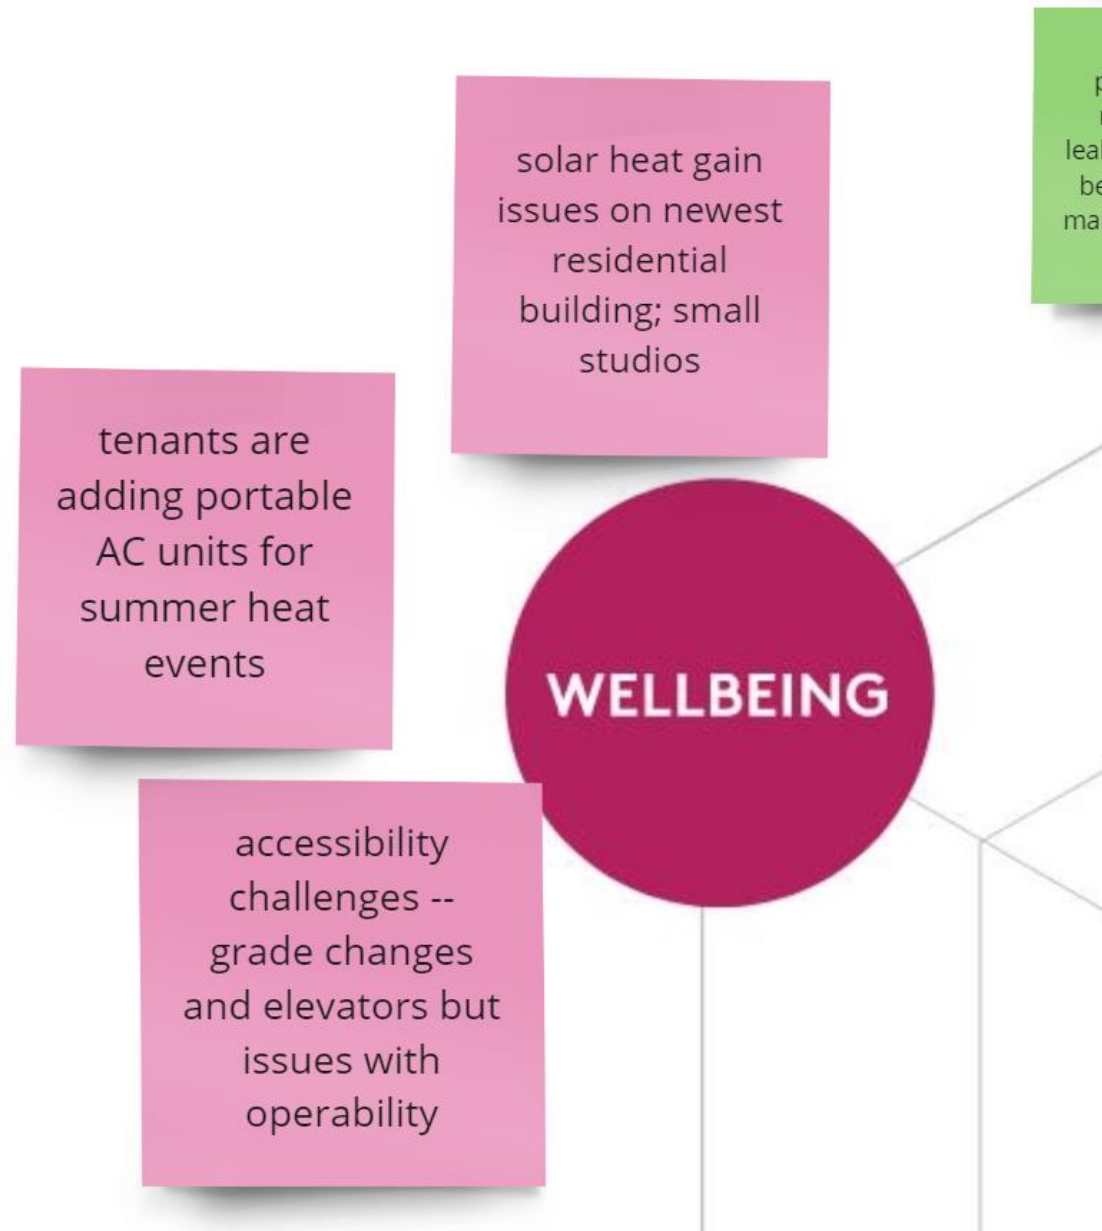 solar heat gain
issues on newest
residential
building; small
studios
tenants are
adding portable
AC units for
summer heat
events
WELLBEING
accessibility
challenges --
grade changes
and elevators but
issues with
operability